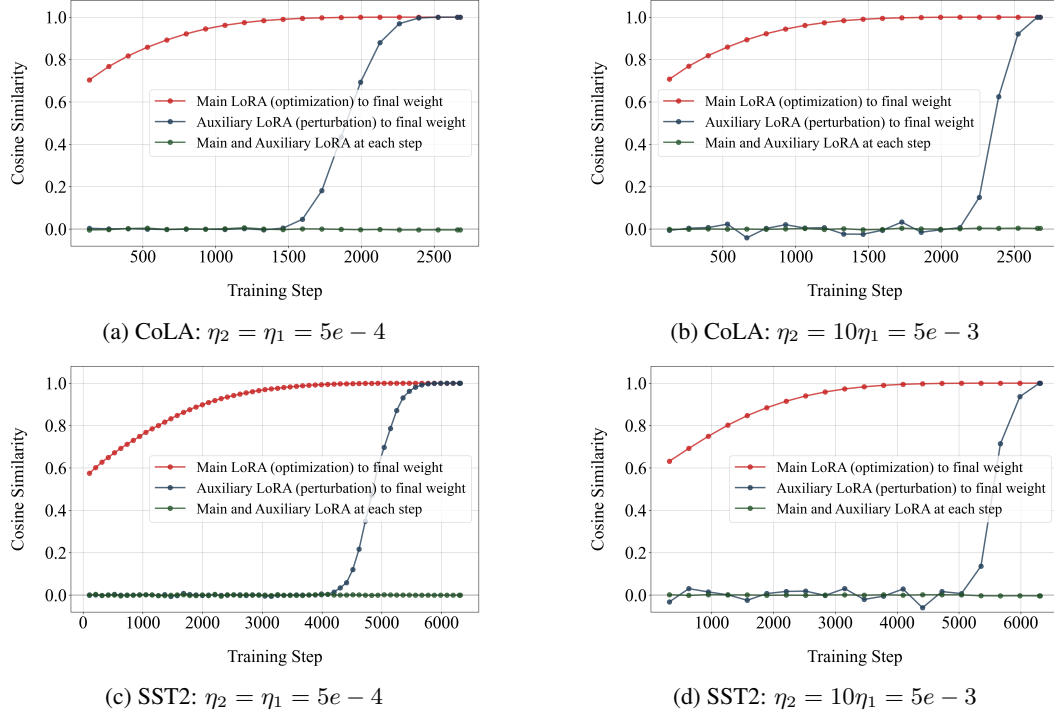 1.0
0.8
0.6
0.4
0.2
0.0
Cosine Similarity
Main LoRA (optimization) to final weight
Auxiliary LoRA (perturbation) to final weight
Main and Auxiliary LoRA at each step
500 1000 1500 2000 2500
Training Step
(a) CoLA: η₂ = η₁ = 5e − 4
1.0
0.8
0.6
0.4
0.2
0.0
Cosine Similarity
Main LoRA (optimization) to final weight
Auxiliary LoRA (perturbation) to final weight
Main and Auxiliary LoRA at each step
500 1000 1500 2000 2500
Training Step
(b) CoLA: η₂ = 10η₁ = 5e − 3
1.0
0.8
0.6
0.4
0.2
0.0
Cosine Similarity
Main LoRA (optimization) to final weight
Auxiliary LoRA (perturbation) to final weight
Main and Auxiliary LoRA at each step
0 1000 2000 3000 4000 5000 6000
Training Step
(c) SST2: η₂ = η₁ = 5e − 4
1.0
0.8
0.6
0.4
0.2
0.0
Cosine Similarity
Main LoRA (optimization) to final weight
Auxiliary LoRA (perturbation) to final weight
Main and Auxiliary LoRA at each step
1000 2000 3000 4000 5000 6000
Training Step
(d) SST2: η₂ = 10η₁ = 5e − 3